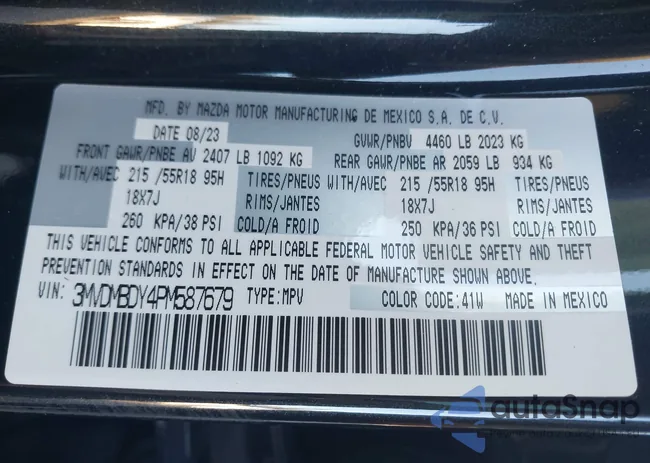 MFD. BY MAZDA MOTOR MANUFACTURING DE MEXICO S.A. DE C.V.
DATE 08/23 GVWR/PNBV 4460 LB 2023 KG
FRONT GAWR/PNBE AV 2407 LB 1092 KG REAR GAWR/PNBE AR 2059 LB 934 KG
WITH/AVEC 215 /55R18 95H TIRES/PNEUS WITH/AVEC 215 /55R18 95H TIRES/PNEUS
18X7J RIMS/JANTES 18X7J RIMS/JANTES
260 KPA/38 PSI COLD/A FROID 250 KPA/36 PSI COLD/A FROID
THIS VEHICLE CONFORMS TO ALL APPLICABLE FEDERAL MOTOR VEHICLE SAFETY AND THEFT
PREVENTION STANDARDS IN EFFECT ON THE DATE OF MANUFACTURE SHOWN ABOVE.
VIN: 3MVDMBDY4PM587679 TYPE:MPV COLOR CODE:41W MADE IN MEXICO
autoSnap